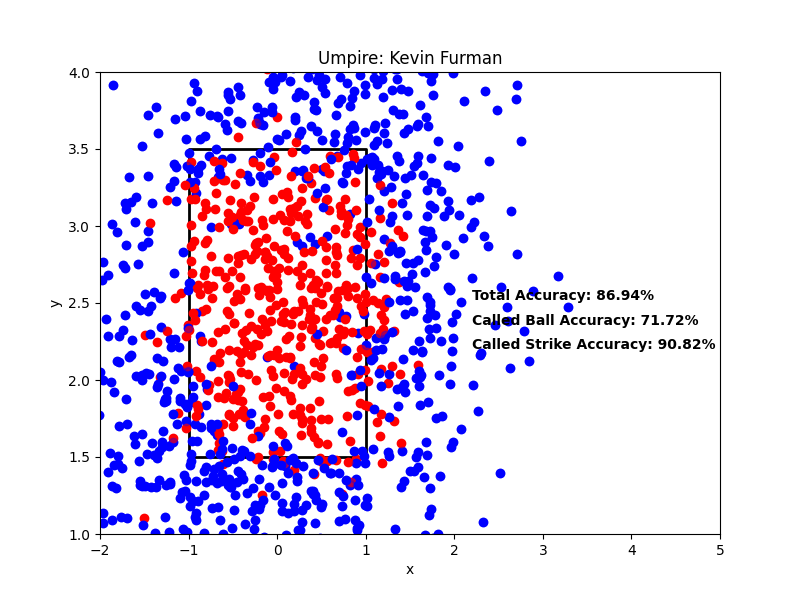 Umpire: Kevin Furman
4.0
3.5
3.0
2.5
2.0
1.5
1.0
y
Total Accuracy: 86.94%
Called Ball Accuracy: 71.72%
Called Strike Accuracy: 90.82%
−2
−1
0
1
2
3
4
5
x